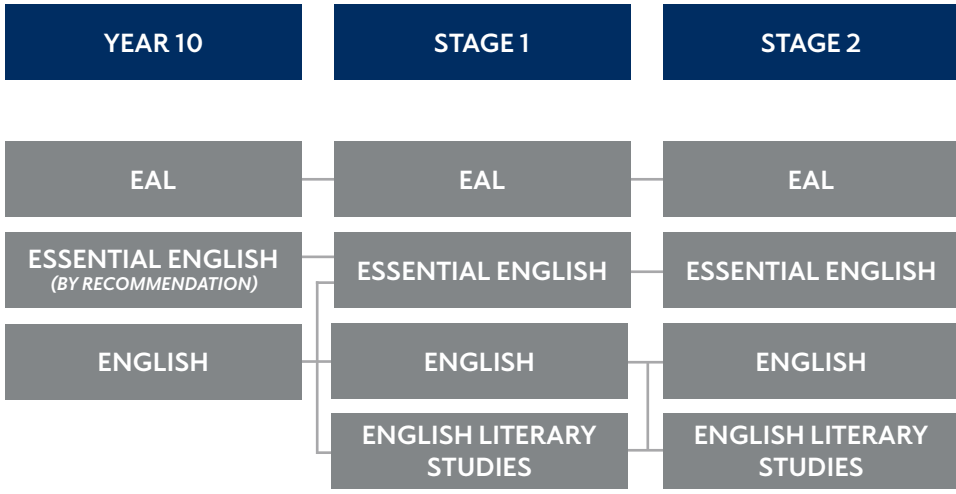 YEAR 10
STAGE 1
STAGE 2
EAL
EAL
EAL
ESSENTIAL ENGLISH
(BY RECOMMENDATION)
ESSENTIAL ENGLISH
ESSENTIAL ENGLISH
ENGLISH
ENGLISH
ENGLISH
ENGLISH LITERARY
STUDIES
ENGLISH LITERARY
STUDIES